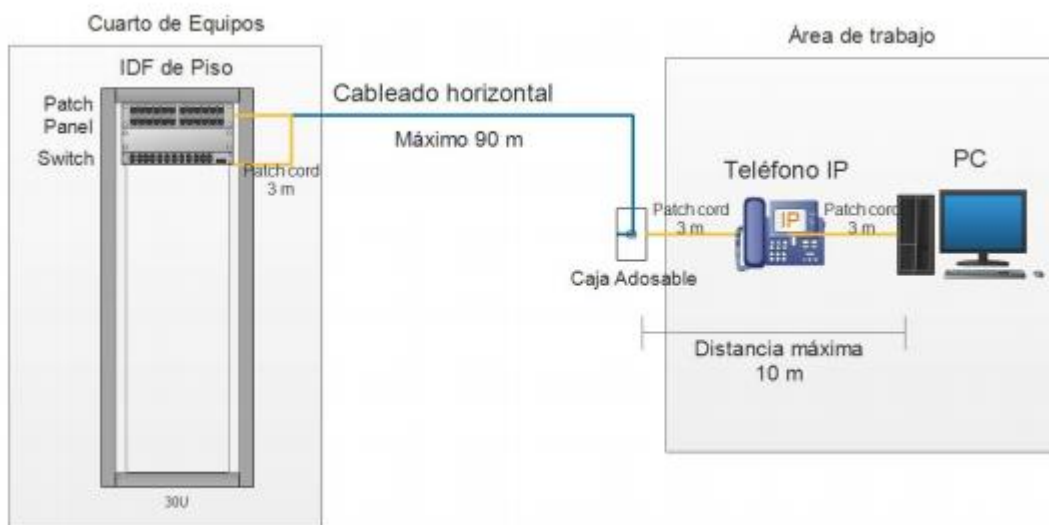 Cuarto de Equipos
IDF de Piso
Patch
Panel
Switch
Patch cord
3 m
30U
Cableado horizontal
Máximo 90 m
Caja Adosable
Área de trabajo
Teléfono IP
PC
Patch cord
3 m
IP
Patch cord
3 m
Distancia máxima
10 m